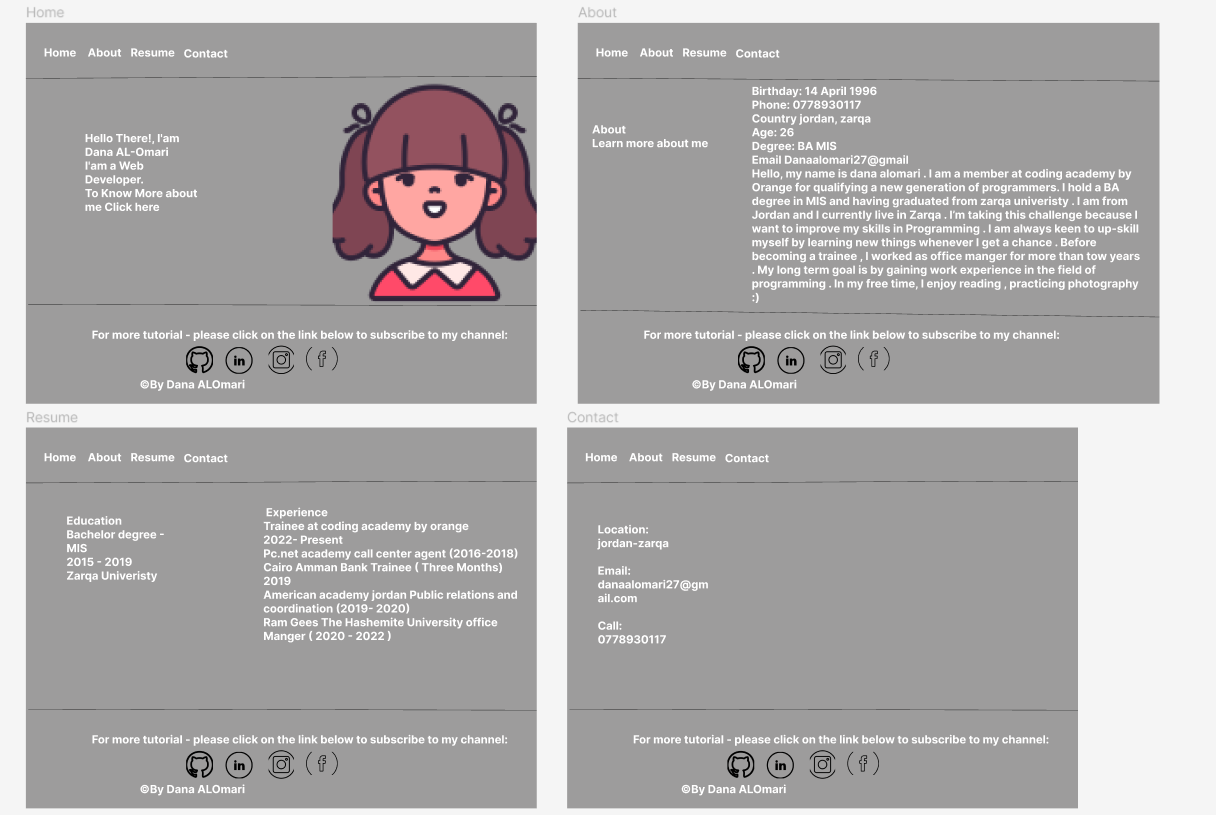 Home
Home About Resume Contact
Hello There!, I'am
Dana AL-Omari
I'am a Web
Developer.
To Know More about
me Click here
For more tutorial - please click on the link below to subscribe to my channel:
in
f
©By Dana ALOmari
About
Home About Resume Contact
About
Learn more about me
Birthday: 14 April 1996
Phone: 0778930117
Country jordan, zarqa
Age: 26
Degree: BA MIS
Email Danaalomari27@gmail
Hello, my name is dana alomari . I am a member at coding academy by
Orange for qualifying a new generation of programmers. I hold a BA
degree in MIS and having graduated from zarqa univeristy . I am from
Jordan and I currently live in Zarqa . I'm taking this challenge because I
want to improve my skills in Programming . I am always keen to up-skill
myself by learning new things whenever I get a chance . Before
becoming a trainee , I worked as office manger for more than tow years
. My long term goal is by gaining work experience in the field of
programming . In my free time, I enjoy reading , practicing photography
:)
For more tutorial - please click on the link below to subscribe to my channel:
in
f
©By Dana ALOmari
Resume
Home About Resume Contact
Education
Bachelor degree -
MIS
2015 - 2019
Zarqa Univeristy
Experience
Trainee at coding academy by orange
2022- Present
Pc.net academy call center agent (2016-2018)
Cairo Amman Bank Trainee ( Three Months)
2019
American academy jordan Public relations and
coordination (2019- 2020)
Ram Gees The Hashemite University office
Manger ( 2020 - 2022 )
For more tutorial - please click on the link below to subscribe to my channel:
in
f
©By Dana ALOmari
Contact
Home About Resume Contact
Location:
jordan-zarqa
Email:
danaalomari27@gm
ail.com
Call:
0778930117
For more tutorial - please click on the link below to subscribe to my channel:
in
f
©By Dana ALOmari